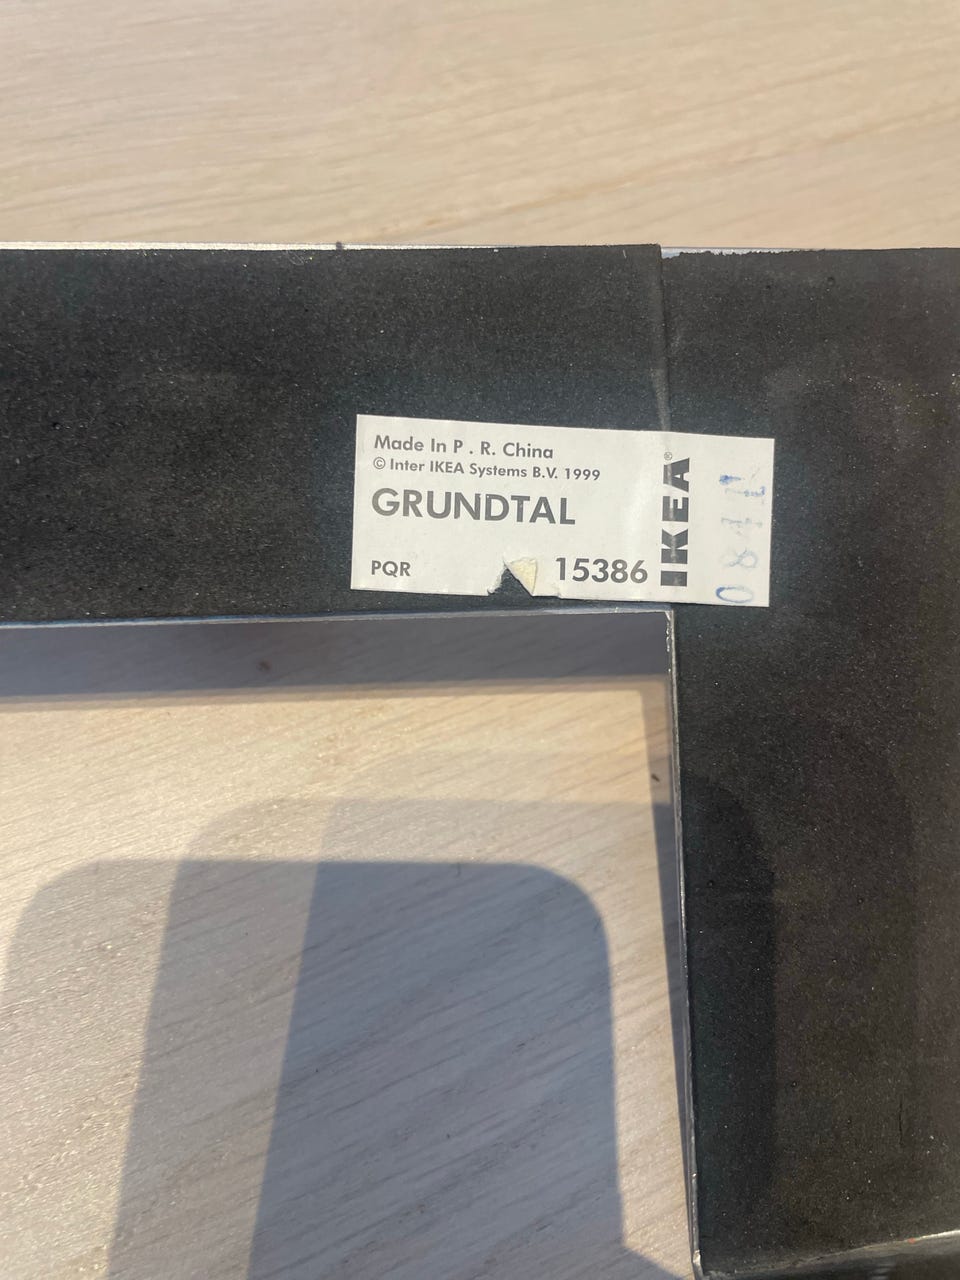 Made In P . R. China
© Inter IKEA Systems B.V. 1999
GRUNDTAL
PQR
15386
IKEA®